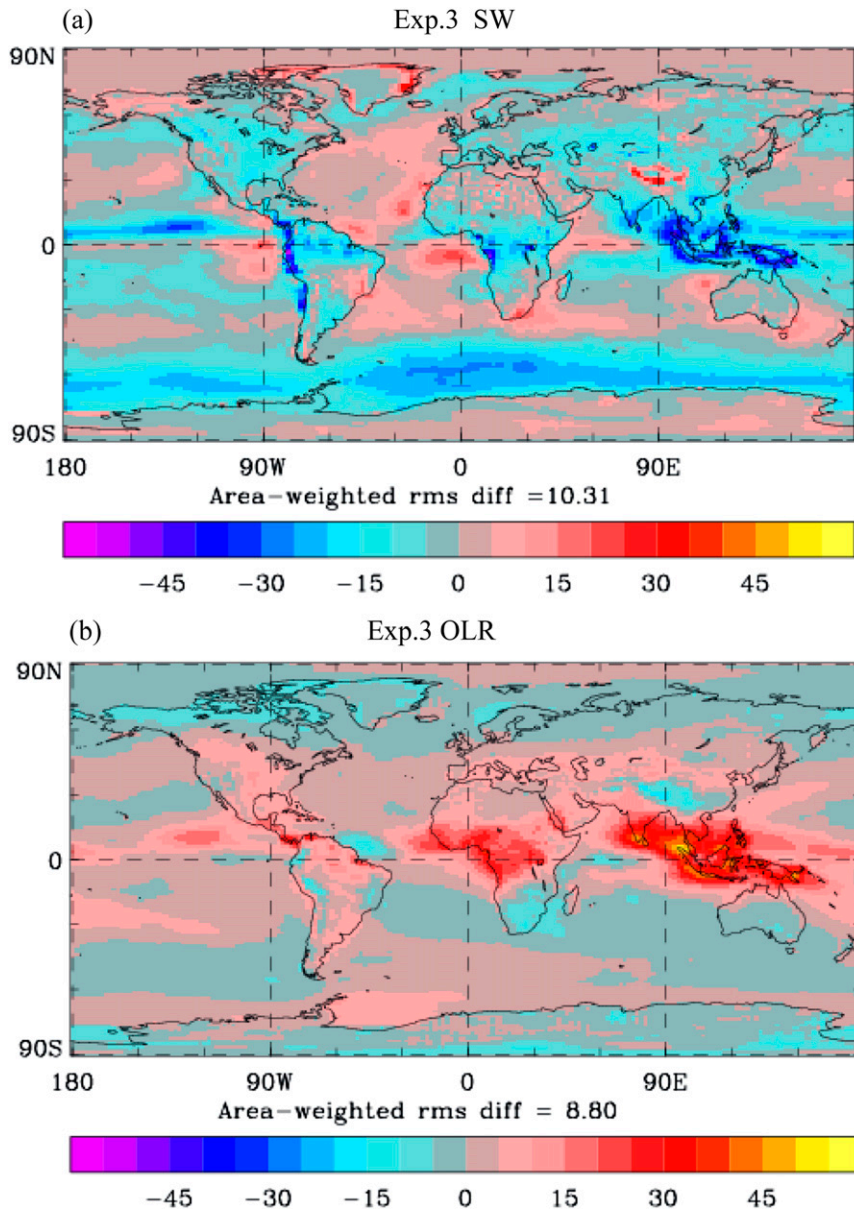 (a) Exp.3 SW
90N
0
90S
180 90W 0 90E
Area-weighted rms diff =10.31
−45 −30 −15 0 15 30 45
(b) Exp.3 OLR
90N
0
90S
180 90W 0 90E
Area-weighted rms diff = 8.80
−45 −30 −15 0 15 30 45